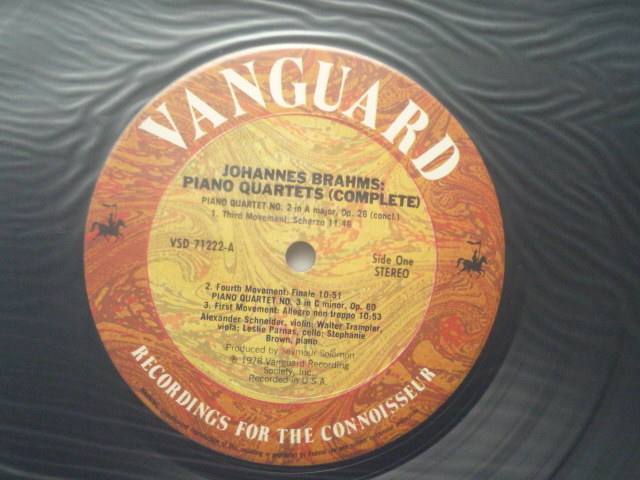 VANGUARD
JOHANNES BRAHMS:
PIANO QUARTETS (COMPLETE)
PIANO QUARTET NO. 2 in A major, Op. 26 (concl.)
1. Third Movement: Scherzo 11:46
VSD 71222-A
Side One
STEREO
2. Fourth Movement: Finale 10:51
PIANO QUARTET NO. 3 in C minor, Op. 60
3. First Movement: Allegro non troppo 10:53
Alexander Schneider, violin; Walter Trampler,
viola; Leslie Parnas, cello; Stephanie
Brown, piano
Produced by Seymour Solomon
℗ 1978 Vanguard Recording
Society, Inc.
Recorded in U.S.A.
RECORDINGS FOR THE CONNOISSEUR